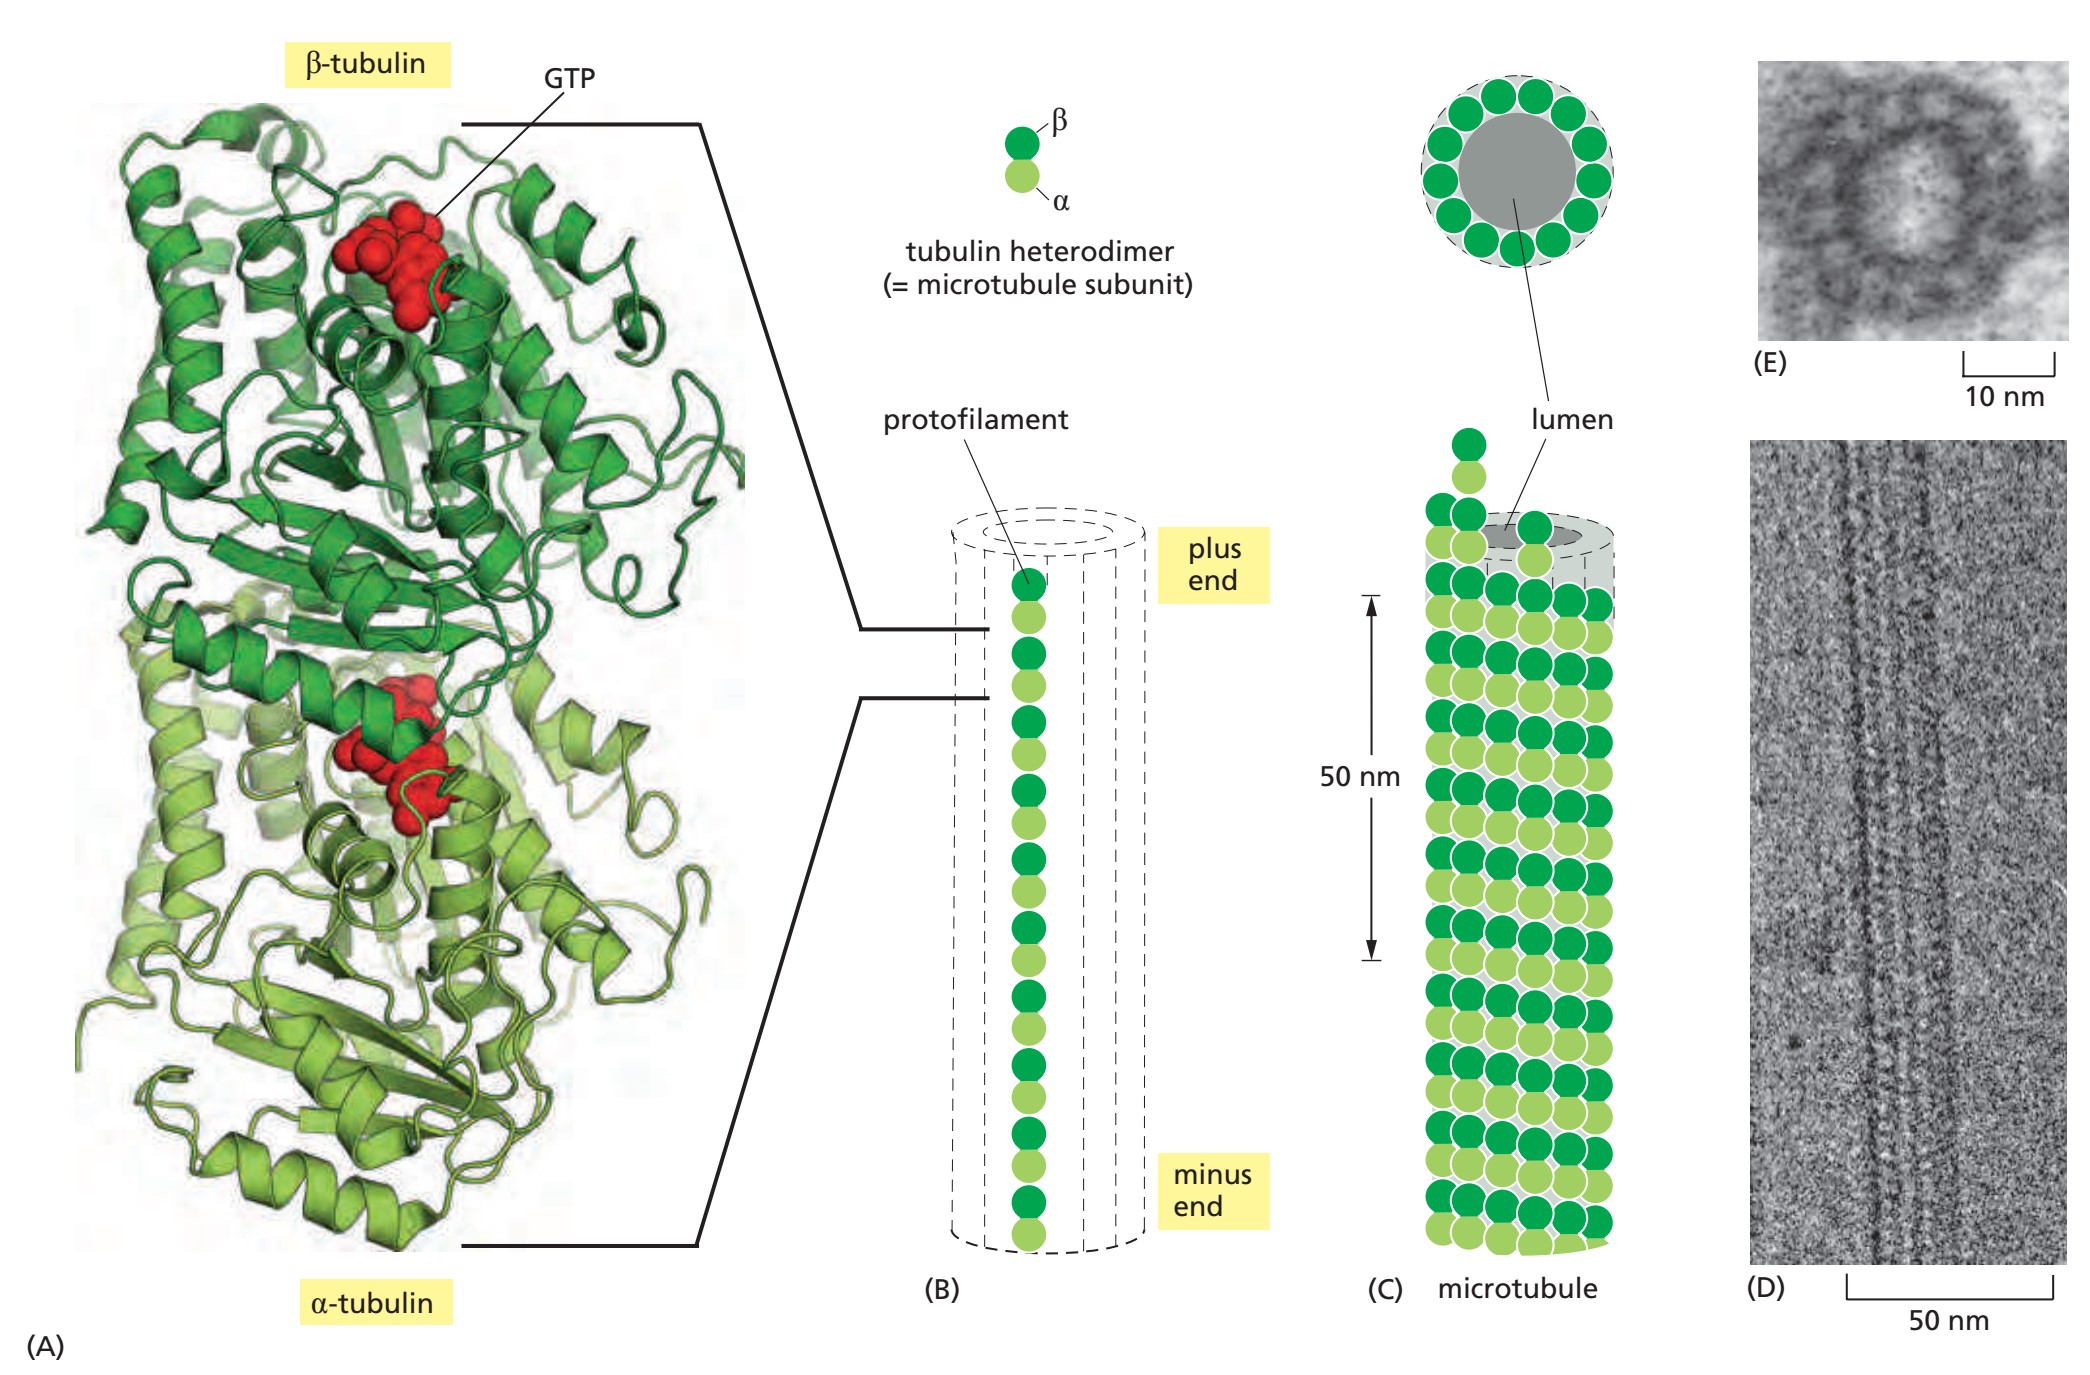 β-tubulin
GTP
α-tubulin
(A)
β
α
tubulin heterodimer
(= microtubule subunit)
protofilament
plus
end
minus
end
(B)
lumen
50 nm
(C)
microtubule
(E)
10 nm
(D)
50 nm